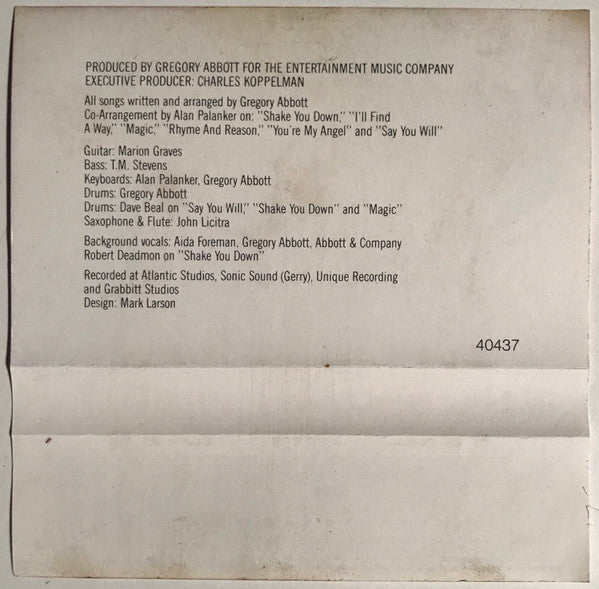 PRODUCED BY GREGORY ABBOTT FOR THE ENTERTAINMENT MUSIC COMPANY
EXECUTIVE PRODUCER: CHARLES KOPPELMAN
All songs written and arranged by Gregory Abbott
Co-Arrangement by Alan Palanker on: "Shake You Down," "I'll Find
A Way," "Magic," "Rhyme And Reason," "You're My Angel" and "Say You Will"
Guitar: Marion Graves
Bass: T.M. Stevens
Keyboards: Alan Palanker, Gregory Abbott
Drums: Gregory Abbott
Drums: Dave Beal on "Say You Will," "Shake You Down" and "Magic"
Saxophone & Flute: John Licitra
Background vocals: Aida Foreman, Gregory Abbott, Abbott & Company
Robert Deadmon on "Shake You Down"
Recorded at Atlantic Studios, Sonic Sound (Gerry), Unique Recording
and Grabbitt Studios
Design: Mark Larson
40437